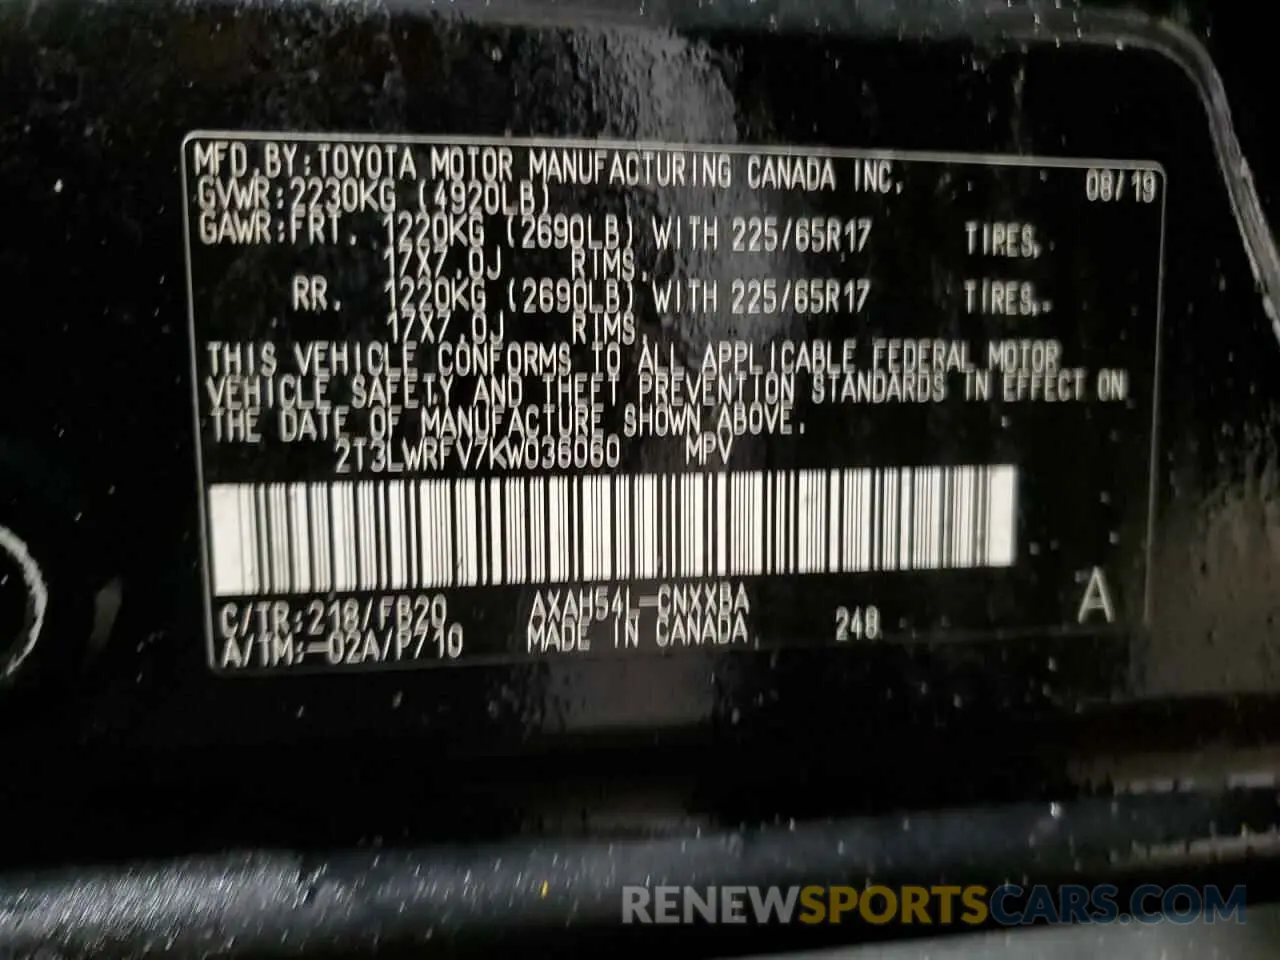 MFD.BY:TOYOTA MOTOR MANUFACTURING CANADA INC. 08/19
GVWR:2230KG (4920LB)
GAWR:FRT. 1220KG (2690LB) WITH 225/65R17 TIRES,
17X7.0J RIMS,
RR. 1220KG (2690LB) WITH 225/65R17 TIRES,
17X7.0J RIMS.
THIS VEHICLE CONFORMS TO ALL APPLICABLE FEDERAL MOTOR
VEHICLE SAFETY AND THEFT PREVENTION STANDARDS IN EFFECT ON
THE DATE OF MANUFACTURE SHOWN ABOVE.
2T3LWRFV7KW036060 MPV
C/TR:218/FB20 AXAH54L-CNXXBA
A/TM:-02A/P710 MADE IN CANADA 248 A
RENEWSPORTSCARS.COM